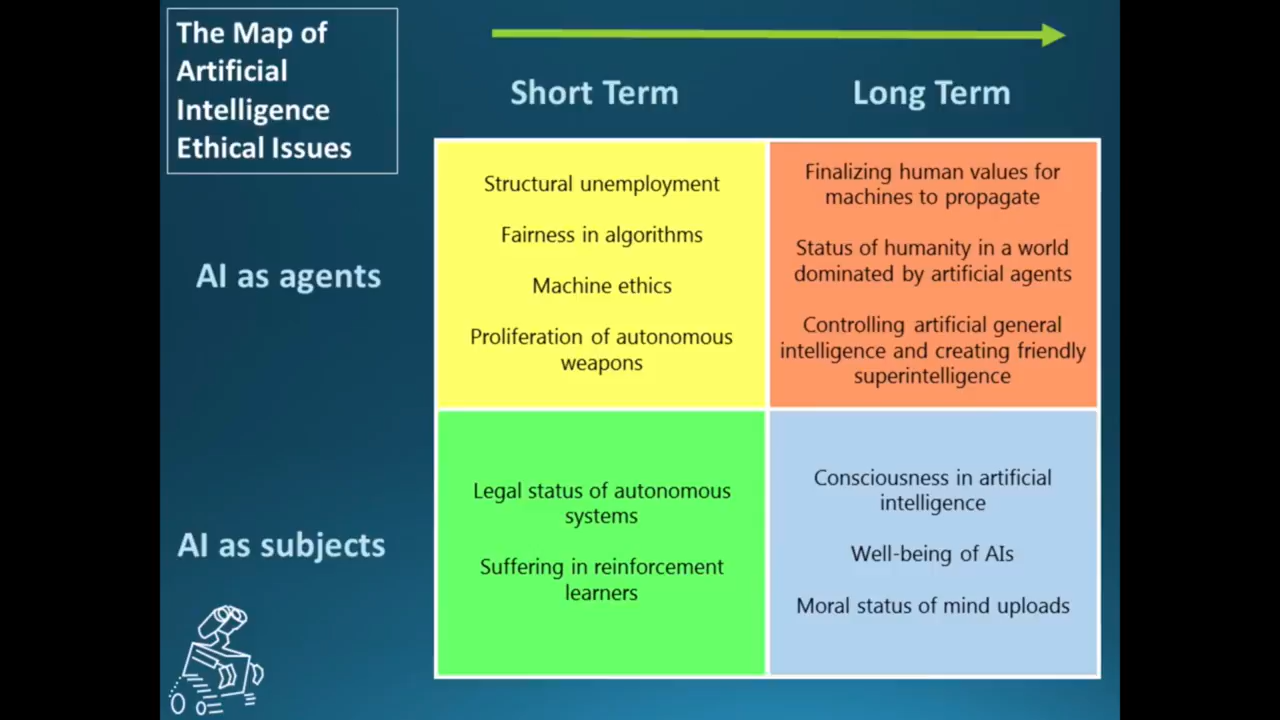 The Map of
Artificial
Intelligence
Ethical Issues
Short Term
Long Term
AI as agents
Structural unemployment
Fairness in algorithms
Machine ethics
Proliferation of autonomous
weapons
Finalizing human values for
machines to propagate
Status of humanity in a world
dominated by artificial agents
Controlling artificial general
intelligence and creating friendly
superintelligence
AI as subjects
Legal status of autonomous
systems
Suffering in reinforcement
learners
Consciousness in artificial
intelligence
Well-being of AIs
Moral status of mind uploads